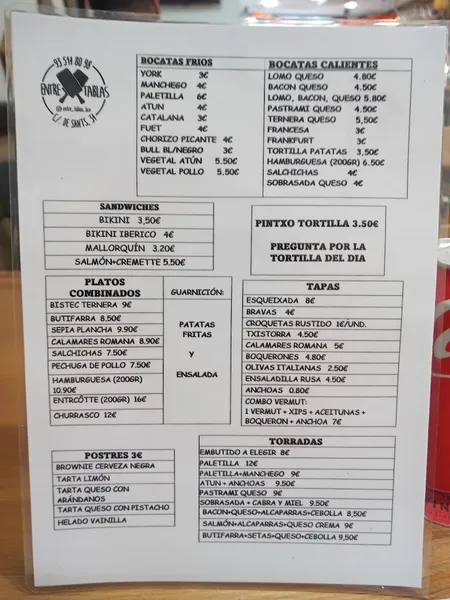 93 514 80 98
ENTRE TABLAS
C/. DE SANTS, 31
BOCATAS FRIOS
YORK 3€
MANCHEGO 4€
PALETILLA 6€
ATUN 4€
CATALANA 3€
FUET 4€
CHORIZO PICANTE 4€
BULL BL/NEGRO 3€
VEGETAL ATÚN 5.50€
VEGETAL POLLO 5.50€
BOCATAS CALIENTES
LOMO QUESO 4.80€
BACON QUESO 4.50€
LOMO, BACON, QUESO 5.80€
PASTRAMI QUESO 4.50€
TERNERA QUESO 5,50€
FRANCESA 3€
FRANKFURT 3€
TORTILLA PATATAS 3,50€
HAMBURGUESA (200GR) 6.50€
SALCHICHAS 4€
SOBRASADA QUESO 4€
SANDWICHES
BIKINI 3,50€
BIKINI IBERICO 4€
MALLORQUÍN 3.20€
SALMÓN+CREMETTE 5.50€
PINTXO TORTILLA 3.50€
PREGUNTA POR LA
TORTILLA DEL DIA
PLATOS
COMBINADOS
BISTEC TERNERA 9€
BUTIFARRA 8.50€
SEPIA PLANCHA 9.90€
CALAMARES ROMANA 8.90€
SALCHICHAS 7.50€
PECHUGA DE POLLO 7.50€
HAMBURGUESA (200GR)
10.90€
ENTRCÔTTE (200GR) 16€
CHURRASCO 12€
GUARNICIÓN:
PATATAS
FRITAS
Y
ENSALADA
TAPAS
ESQUEIXADA 8€
BRAVAS 4€
CROQUETAS RUSTIDO 1€/UND.
TXISTORRA 4.50€
CALAMARES ROMANA 5€
BOQUERONES 4.80€
OLIVAS ITALIANAS 2.50€
ENSALADILLA RUSA 4.50€
ANCHOAS 0.80€
COMBO VERMUT:
1 VERMUT + XIPS + ACEITUNAS +
BOQUERON + ANCHOA 7€
POSTRES 3€
BROWNIE CERVEZA NEGRA
TARTA LIMÓN
TARTA QUESO CON
ARÁNDANOS
TARTA QUESO CON PISTACHO
HELADO VAINILLA
TORRADAS
EMBUTIDO A ELEGIR 8€
PALETILLA 12€
PALETILLA+MANCHEGO 9€
ATUN + ANCHOAS 9.50€
PASTRAMI QUESO 9€
SOBRASADA + CABRA Y MIEL 9.50€
BACON+QUESO+ALCAPARRAS+CEBOLLA 8,50€
SALMÓN+ALCAPARRAS+QUESO CREMA 9€
BUTIFARRA+SETAS+QUESO+CEBOLLA 9,50€